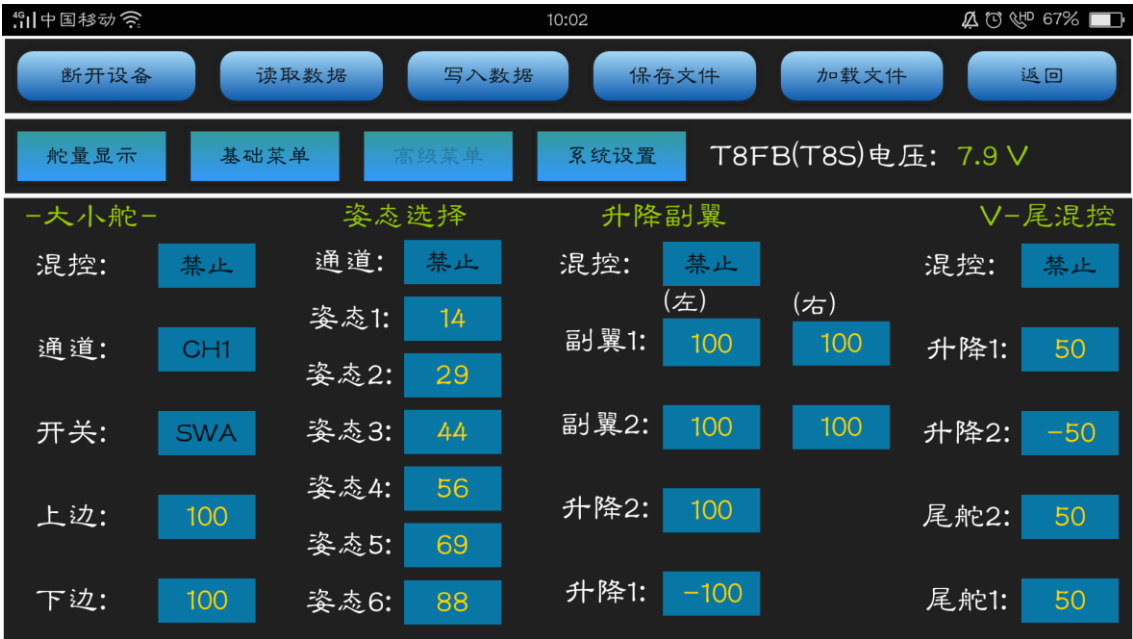 4G 中国移动 10:02 HD 67%
断开设备 读取数据 写入数据 保存文件 加载文件 返回
舵量显示 基础菜单 高级菜单 系统设置 T8FB(T8S)电压: 7.9 V
-大小舵- 姿态选择 升降副翼 V-尾混控
混控: 禁止 通道: 禁止 混控: 禁止 混控: 禁止
(左) (右)
姿态1: 14
通道: CH1 副翼1: 100 100 升降1: 50
姿态2: 29
开关: SWA 姿态3: 44 副翼2: 100 100 升降2: -50
姿态4: 56
上边: 100 升降2: 100 尾舵2: 50
姿态5: 69
下边: 100 姿态6: 88 升降1: -100 尾舵1: 50